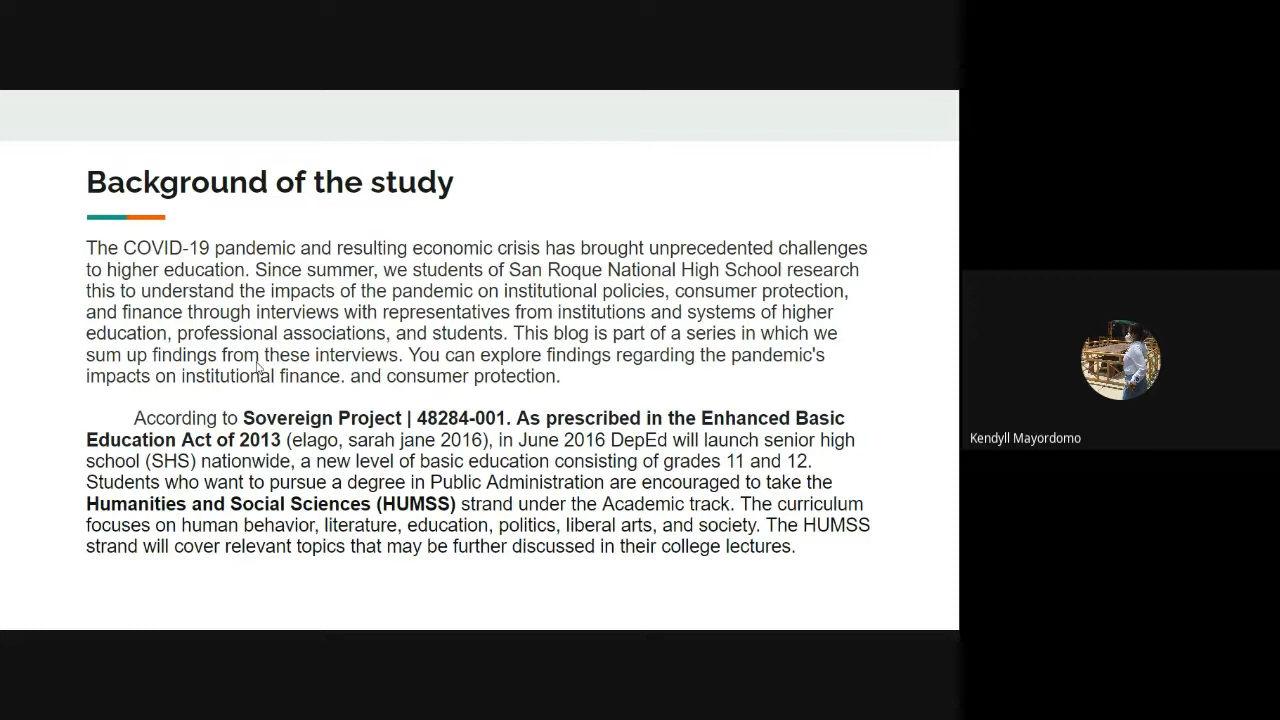 Background of the study
The COVID-19 pandemic and resulting economic crisis has brought unprecedented challenges
to higher education. Since summer, we students of San Roque National High School research
this to understand the impacts of the pandemic on institutional policies, consumer protection,
and finance through interviews with representatives from institutions and systems of higher
education, professional associations, and students. This blog is part of a series in which we
sum up findings from these interviews. You can explore findings regarding the pandemic's
impacts on institutional finance. and consumer protection.
According to Sovereign Project | 48284-001. As prescribed in the Enhanced Basic
Education Act of 2013 (elago, sarah jane 2016), in June 2016 DepEd will launch senior high
school (SHS) nationwide, a new level of basic education consisting of grades 11 and 12.
Students who want to pursue a degree in Public Administration are encouraged to take the
Humanities and Social Sciences (HUMSS) strand under the Academic track. The curriculum
focuses on human behavior, literature, education, politics, liberal arts, and society. The HUMSS
strand will cover relevant topics that may be further discussed in their college lectures.
Kendyll Mayordomo